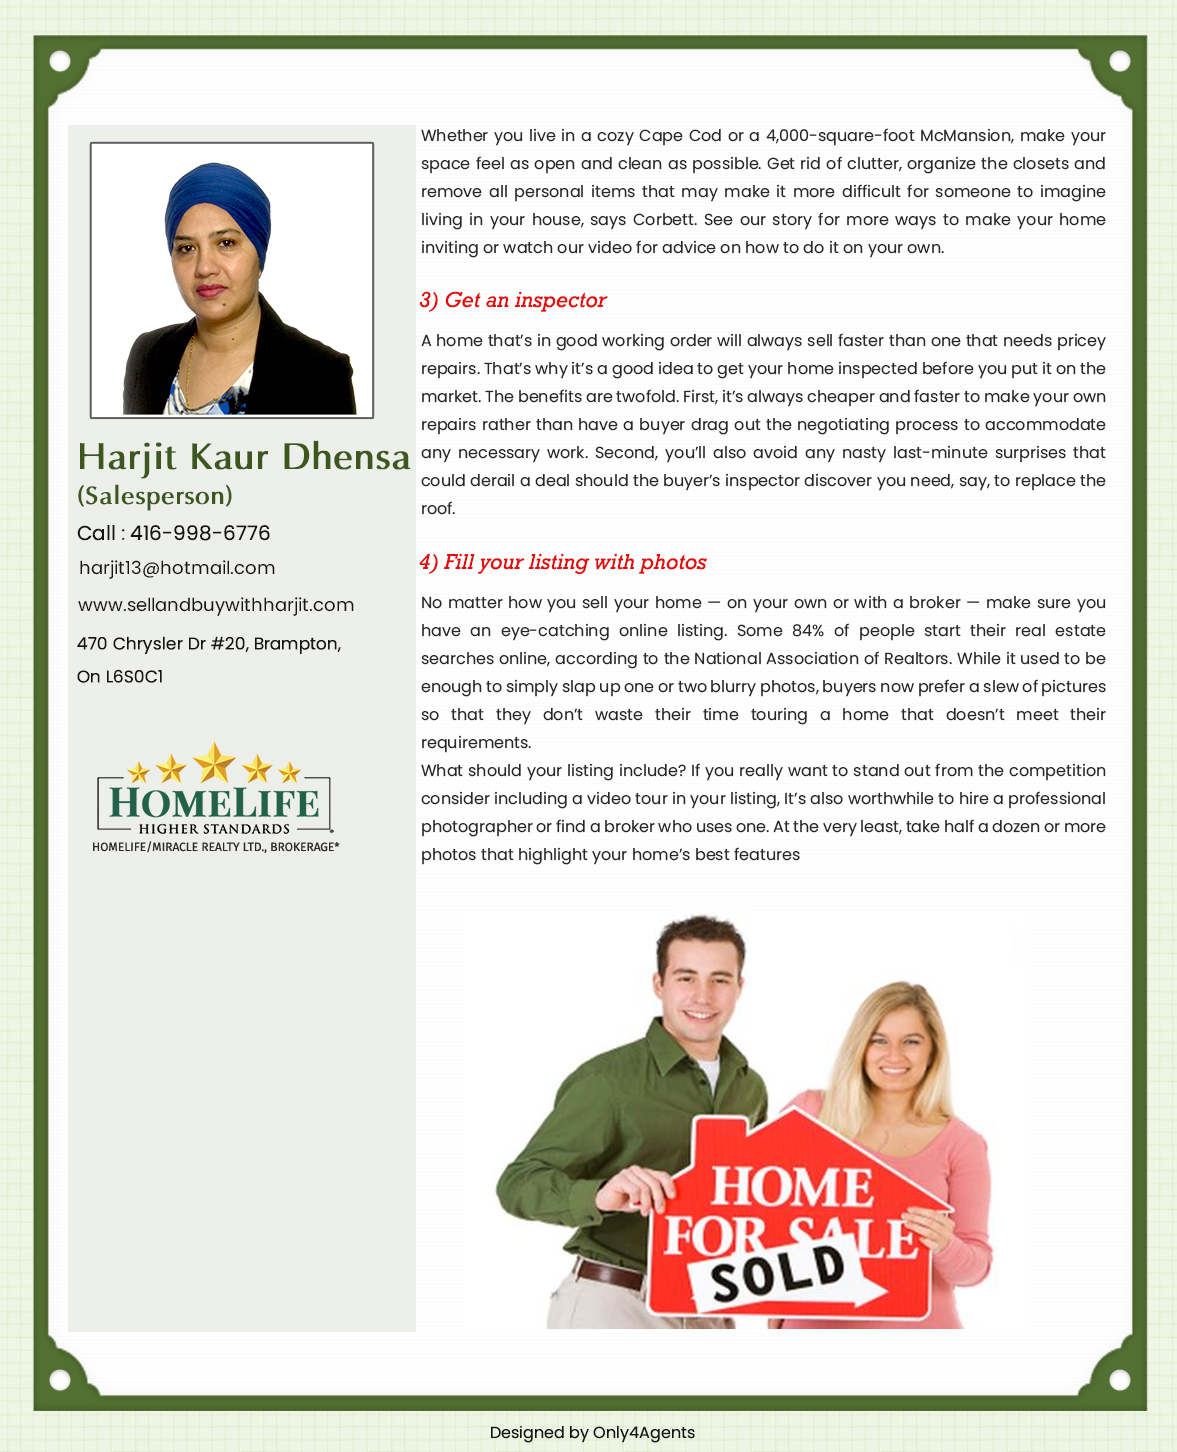 Harjit Kaur Dhensa
(Salesperson)
Call : 416-998-6776
harjit13@hotmail.com
www.sellandbuywithharjit.com
470 Chrysler Dr #20, Brampton,
On L6S0C1
HOMELIFE
HIGHER STANDARDS
HOMELIFE/MIRACLE REALTY LTD., BROKERAGE*
Whether you live in a cozy Cape Cod or a 4,000-square-foot McMansion, make your
space feel as open and clean as possible. Get rid of clutter, organize the closets and
remove all personal items that may make it more difficult for someone to imagine
living in your house, says Corbett. See our story for more ways to make your home
inviting or watch our video for advice on how to do it on your own.
3) Get an inspector
A home that’s in good working order will always sell faster than one that needs pricey
repairs. That’s why it’s a good idea to get your home inspected before you put it on the
market. The benefits are twofold. First, it’s always cheaper and faster to make your own
repairs rather than have a buyer drag out the negotiating process to accommodate
any necessary work. Second, you’ll also avoid any nasty last-minute surprises that
could derail a deal should the buyer’s inspector discover you need, say, to replace the
roof.
4) Fill your listing with photos
No matter how you sell your home — on your own or with a broker — make sure you
have an eye-catching online listing. Some 84% of people start their real estate
searches online, according to the National Association of Realtors. While it used to be
enough to simply slap up one or two blurry photos, buyers now prefer a slew of pictures
so that they don’t waste their time touring a home that doesn’t meet their
requirements.
What should your listing include? If you really want to stand out from the competition
consider including a video tour in your listing, It’s also worthwhile to hire a professional
photographer or find a broker who uses one. At the very least, take half a dozen or more
photos that highlight your home’s best features
HOME
FOR SALE
SOLD
Designed by Only4Agents